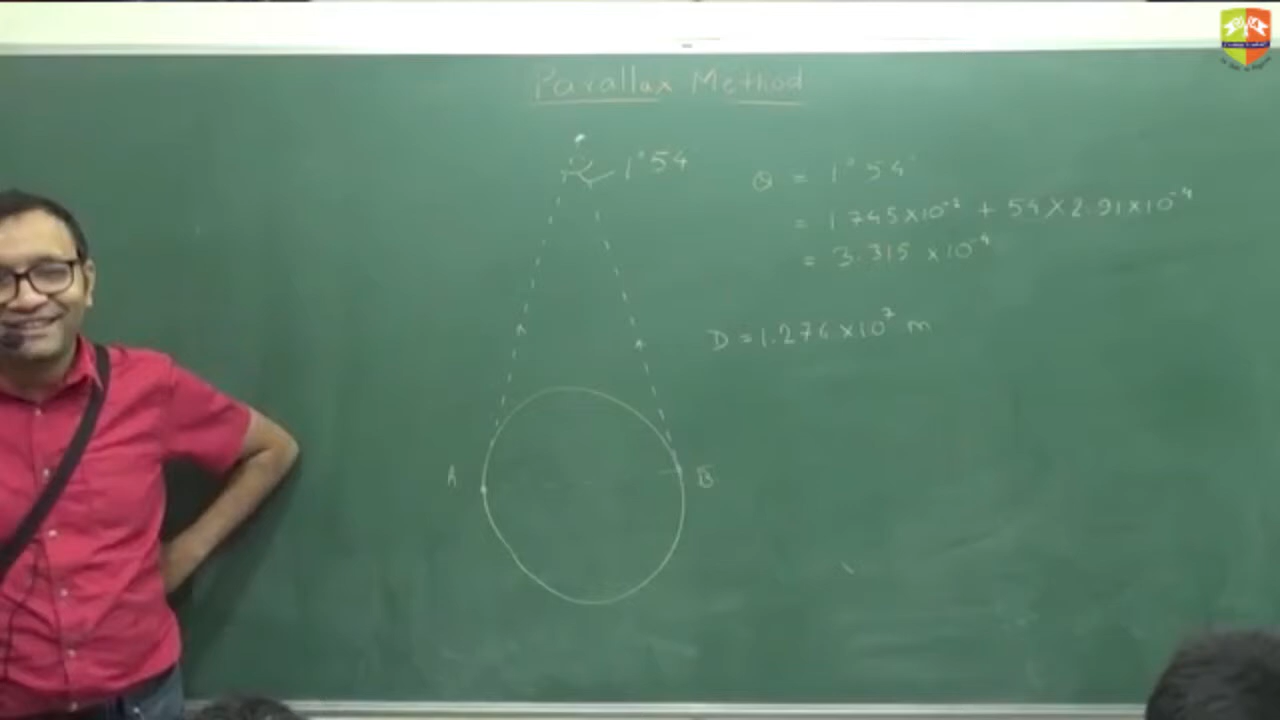 Parallax Method
1°54'
θ = 1° 54'
= 1.745×10⁻² + 54×2.91×10⁻⁴
= 3.315 ×10⁻⁴
D = 1.276 ×10⁷ m
A
B